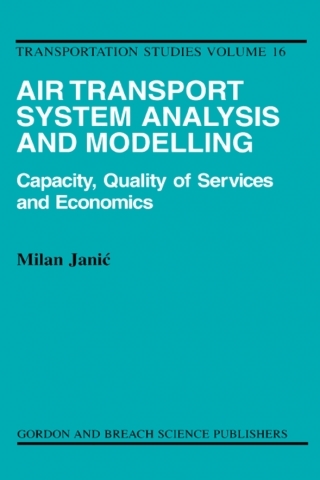 TRANSPORTATION STUDIES VOLUME 16
AIR TRANSPORT
SYSTEM ANALYSIS
AND MODELLING
Capacity, Quality of Services
and Economics
Milan Janić
GORDON AND BREACH SCIENCE PUBLISHERS